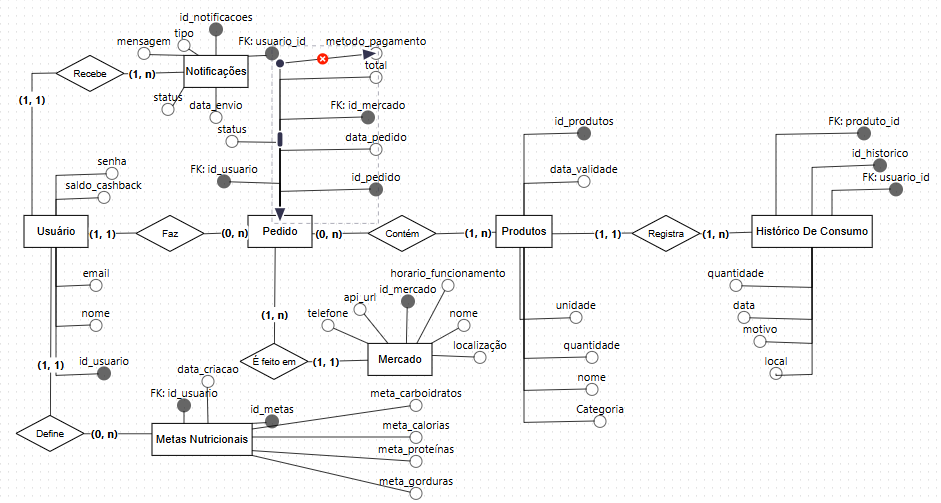 id_notificacoes
tipo
mensagem
FK: usuario_id
metodo_pagamento
Recebe
(1, n)
Notificações
total
(1, 1)
status
data_envio
FK: id_mercado
status
data_pedido
id_produtos
FK: produto_id
senha
FK: id_usuario
id_pedido
data_validade
id_historico
FK: usuario_id
saldo_cashback
Usuário
(1, 1)
Faz
(0, n)
Pedido
(0, n)
Contém
(1, n)
Produtos
(1, 1)
Registra
(1, n)
Histórico De Consumo
email
horario_funcionamento
quantidade
id_mercado
api_url
nome
telefone
nome
(1, n)
unidade
data
motivo
localização
quantidade
(1, 1)
id_usuario
É feito em
(1, 1)
Mercado
local
data_criacao
nome
FK: id_usuario
meta_carboidratos
id_metas
Categoria
Define
(0, n)
Metas Nutricionais
meta_calorias
meta_proteínas
meta_gorduras